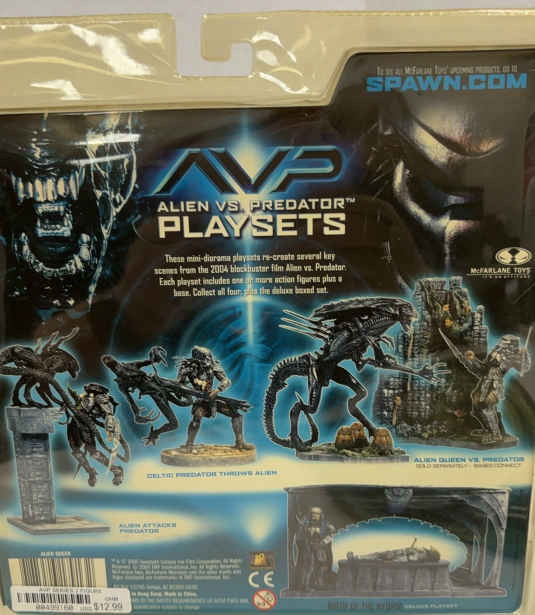 TO SEE ALL MCFARLANE TOYS' UPCOMING PRODUCTS, GO TO
SPAWN.COM
AVP
ALIEN VS. PREDATOR™
PLAYSETS
These mini-diorama playsets re-create several key
scenes from the 2004 blockbuster film Alien vs. Predator.
Each playset includes one or more action figures plus a
base. Collect all four, plus the deluxe boxed set.
MCFARLANE TOYS
CELTIC PREDATOR THROWS ALIEN
ALIEN QUEEN VS. PREDATOR
SOLD SEPARATELY - BASES CONNECT
ALIEN ATTACKS
PREDATOR
ALIEN QUEEN
AVP SERIES / FIGURE
00499160
$12.99
CE
DELUXE PLAYSET